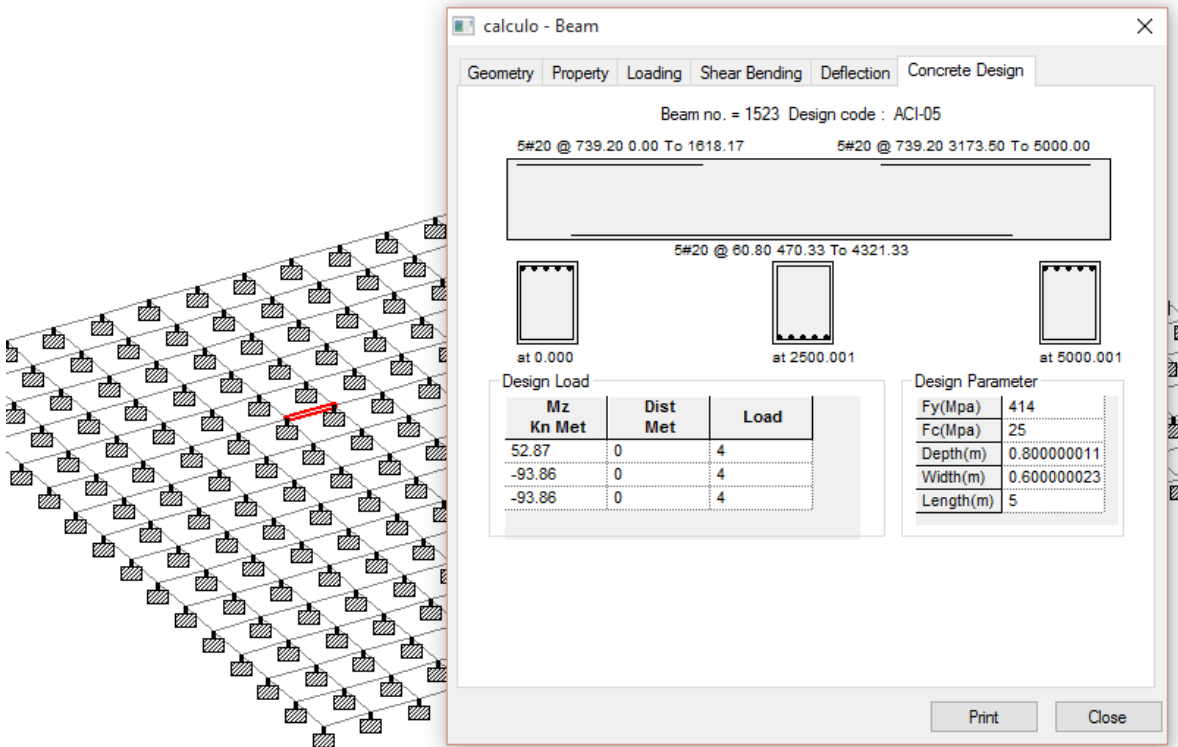 calculo - Beam
Geometry Property Loading Shear Bending Deflection Concrete Design
Beam no. = 1523 Design code : ACI-05
5#20 @ 739.20 0.00 To 1618.17 5#20 @ 739.20 3173.50 To 5000.00
5#20 @ 60.80 470.33 To 4321.33
at 0.000 at 2500.001 at 5000.001
Design Load Design Parameter
Mz Kn Met Dist Met Load
52.87 0 4
-93.86 0 4
-93.86 0 4
Fy(Mpa) 414
Fc(Mpa) 25
Depth(m) 0.800000011
Width(m) 0.600000023
Length(m) 5
Print Close